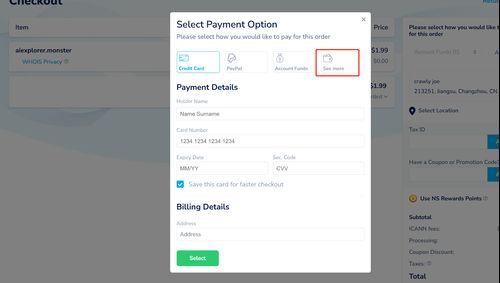 Checkout
Item
Price
aiexplorrr.monster
WHOIS Privacy
$1.99
$0.00
Select Payment Option
Please select how you would like to pay for this order
Credit Card
PayPal
Account Funds
See more
Payment Details
Holder Name
Name Surname
Card Number
1234 1234 1234 1234
Expiry Date
Sec. Code
MM/YY
CVV
Save this card for faster checkout
Billing Details
Address
Address
Select
Please select how you would like
for this order
Account Funds ($
crawly joe
213251, Jiangsu, Changzhou, CN
Select Location
Tax ID
Have a Coupon or Promotion Code?
Use NS Rewards Points
Subtotal
ICANN fees:
Processing:
Coupon Discount:
Taxes:
Total